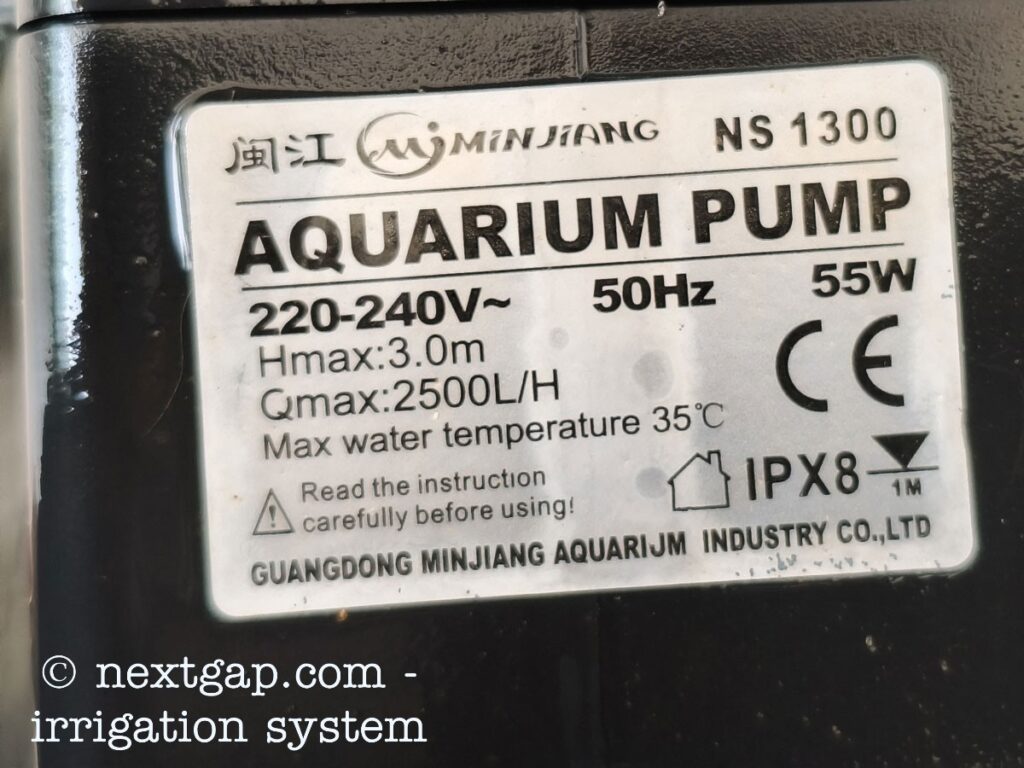 闽江 MJ MINJIANG NS 1300
AQUARIUM PUMP
220-240V~ 50Hz 55W
Hmax:3.0m
Qmax:2500L/H
CE
Max water temperature 35℃
Read the instruction
carefully before using!
IPX8 1M
GUANGDONG MINJIANG AQUARIJM INDUSTRY CO.,LTD
© nextgap.com -
irrigation system